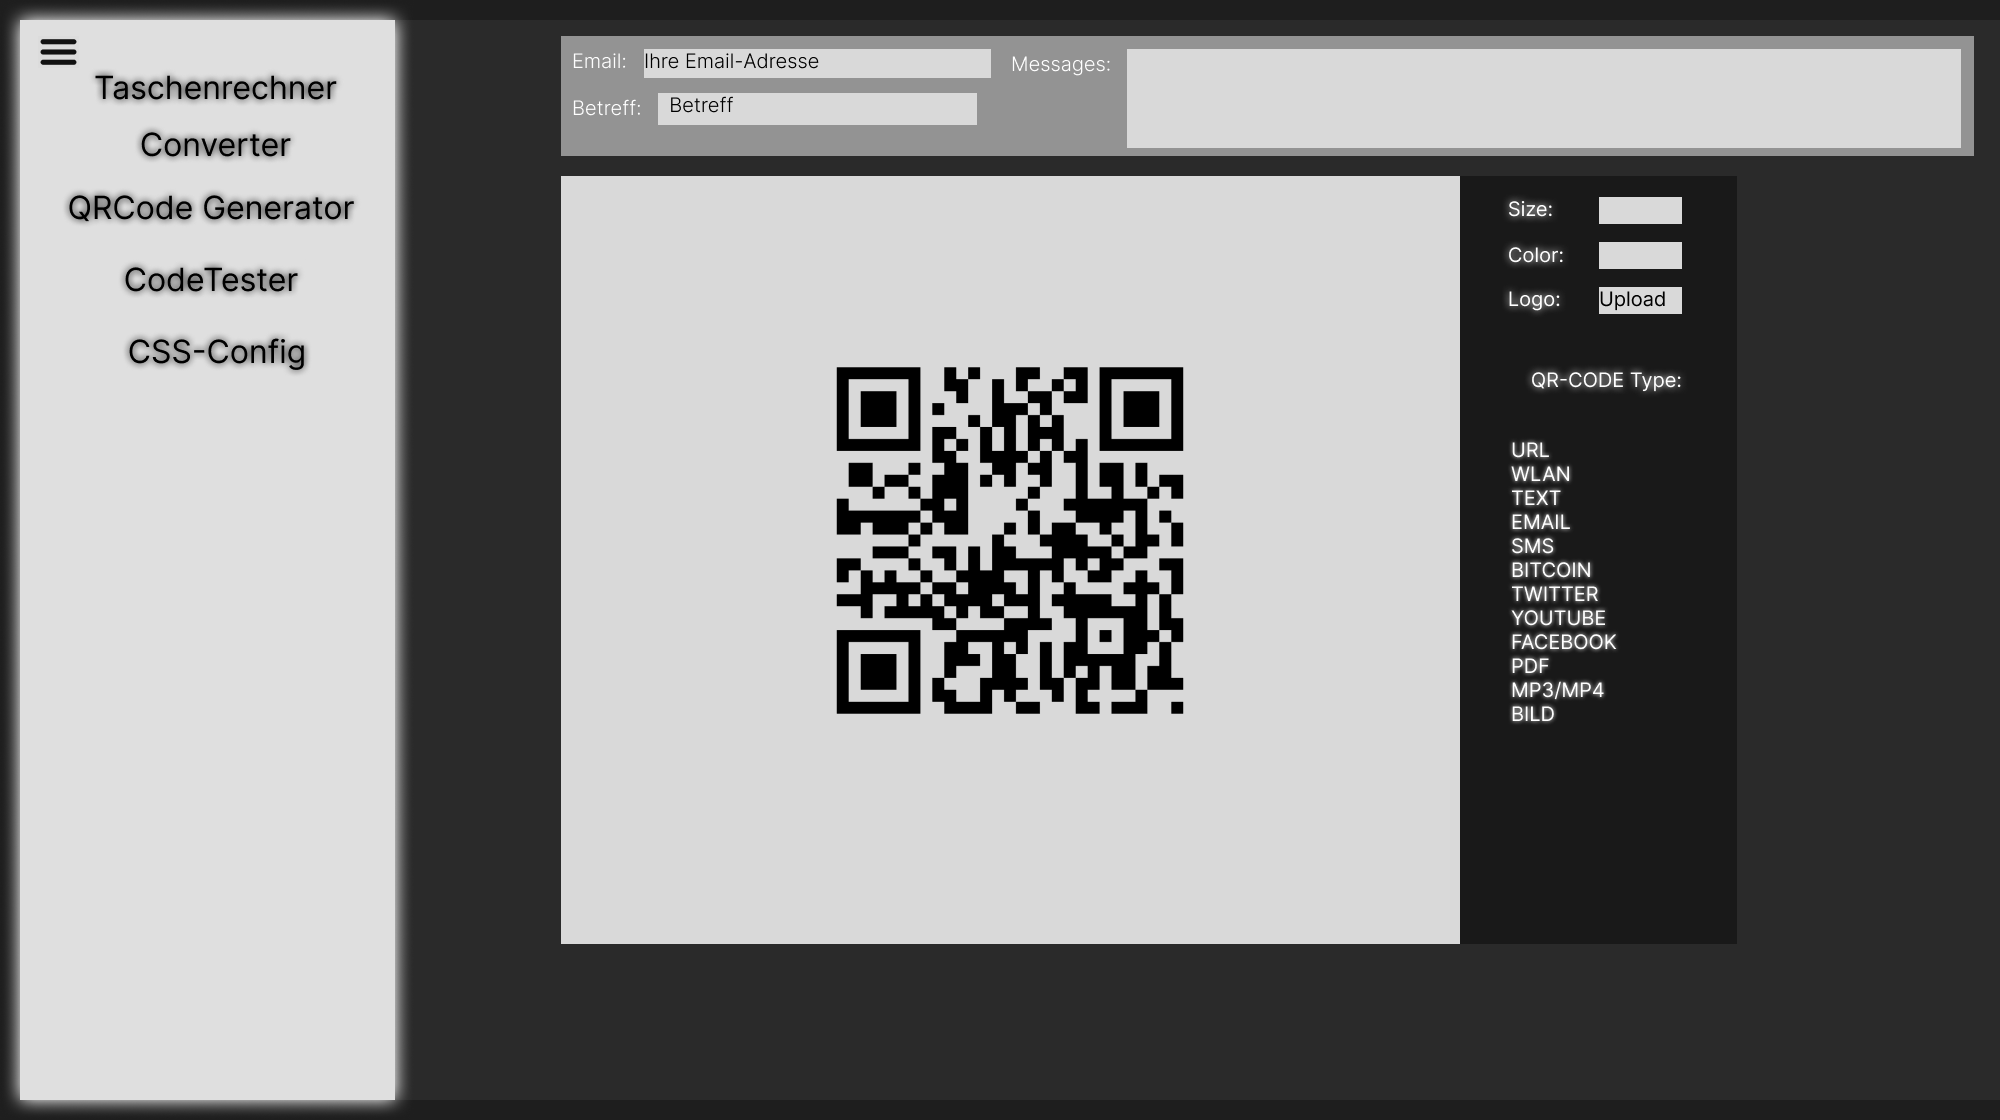 Taschenrechner
Converter
QRCode Generator
CodeTester
CSS-Config
Email: Ihre Email-Adresse
Betreff: Betreff
Messages:
Size:
Color:
Logo: Upload
QR-CODE Type:
URL
WLAN
TEXT
EMAIL
SMS
BITCOIN
TWITTER
YOUTUBE
FACEBOOK
PDF
MP3/MP4
BILD